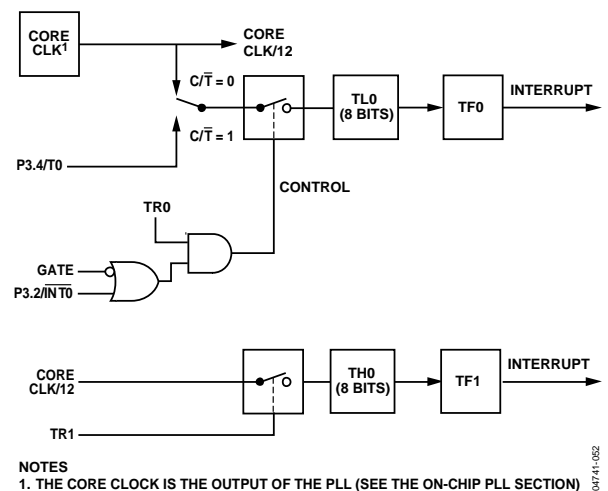 CORE
CLK¹
CORE
CLK/12
C/T̅ = 0
C/T̅ = 1
TL0
(8 BITS)
TF0
INTERRUPT
P3.4/T0
CONTROL
TR0
GATE
P3.2/I̅N̅T̅0̅
CORE
CLK/12
TH0
(8 BITS)
TF1
INTERRUPT
TR1
NOTES
1. THE CORE CLOCK IS THE OUTPUT OF THE PLL (SEE THE ON-CHIP PLL SECTION)
04741-052